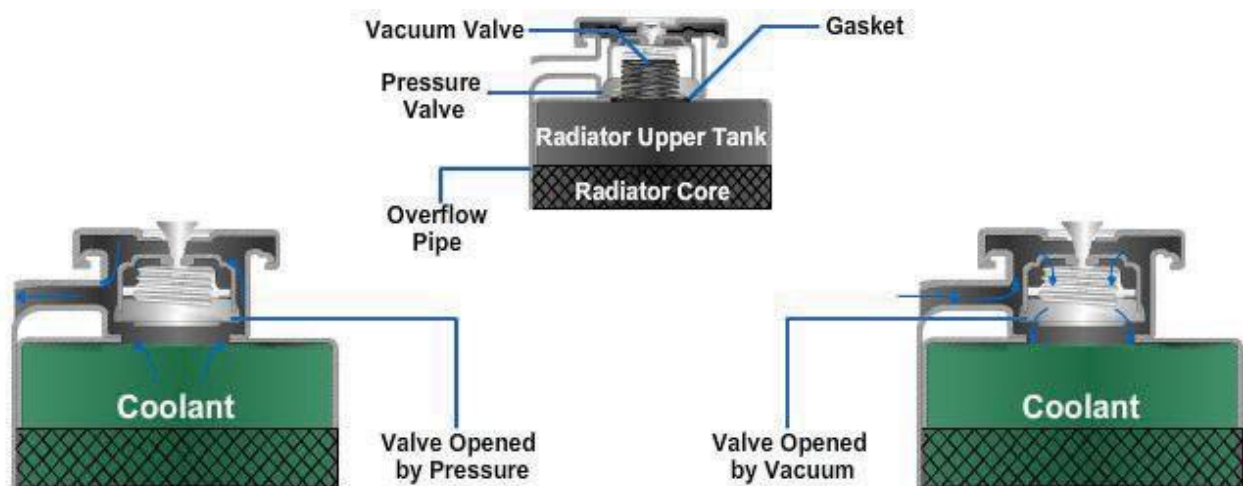 Vacuum Valve
Gasket
Pressure
Valve
Radiator Upper Tank
Radiator Core
Overflow
Pipe
Coolant
Valve Opened
by Pressure
Coolant
Valve Opened
by Vacuum